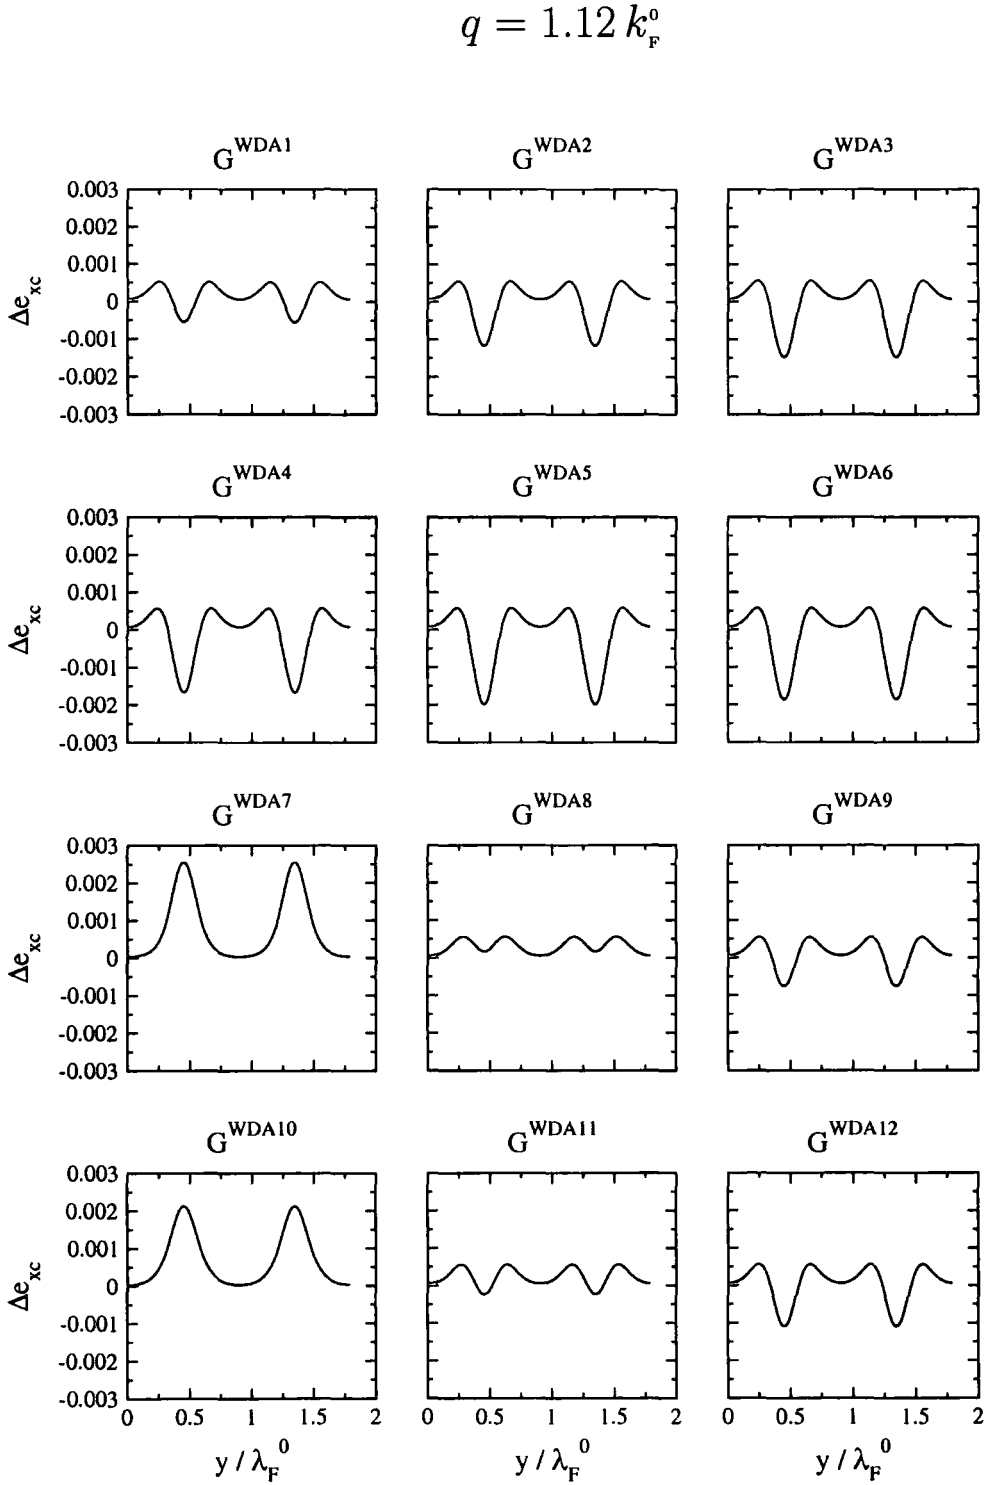 q = 1.12 k_F^0
G^WDA1 G^WDA2 G^WDA3
0.003
0.002
0.001
0
-0.001
-0.002
-0.003
Δe_xc
G^WDA4 G^WDA5 G^WDA6
0.003
0.002
0.001
0
-0.001
-0.002
-0.003
Δe_xc
G^WDA7 G^WDA8 G^WDA9
0.003
0.002
0.001
0
-0.001
-0.002
-0.003
Δe_xc
G^WDA10 G^WDA11 G^WDA12
0.003
0.002
0.001
0
-0.001
-0.002
-0.003
Δe_xc
0 0.5 1 1.5 2 0 0.5 1 1.5 2 0 0.5 1 1.5 2
y / λ_F^0 y / λ_F^0 y / λ_F^0